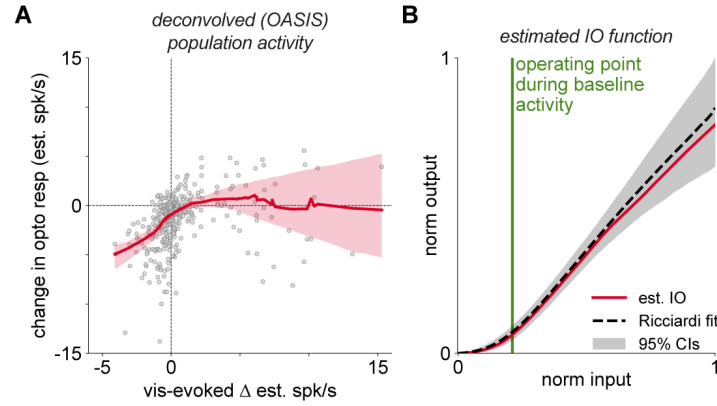 A
deconvolved (OASIS)
population activity
15
0
-15
change in opto resp (est. spk/s)
-5
0
15
vis-evoked Δ est. spk/s
B
estimated IO function
operating point
during baseline
activity
1
0
norm output
est. IO
Ricciardi fit
95% CIs
0
1
norm input